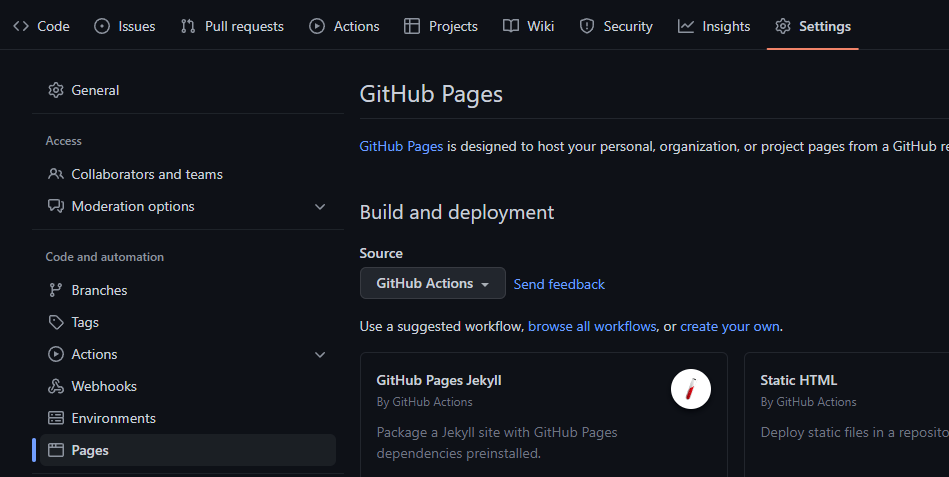 Code Issues Pull requests Actions Projects Wiki Security Insights Settings
General
Access
Collaborators and teams
Moderation options
Code and automation
Branches
Tags
Actions
Webhooks
Environments
Pages
GitHub Pages
GitHub Pages is designed to host your personal, organization, or project pages from a GitHub re
Build and deployment
Source
GitHub Actions Send feedback
Use a suggested workflow, browse all workflows, or create your own.
GitHub Pages Jekyll
By GitHub Actions
Package a Jekyll site with GitHub Pages
dependencies preinstalled.
Static HTML
By GitHub Actions
Deploy static files in a reposito